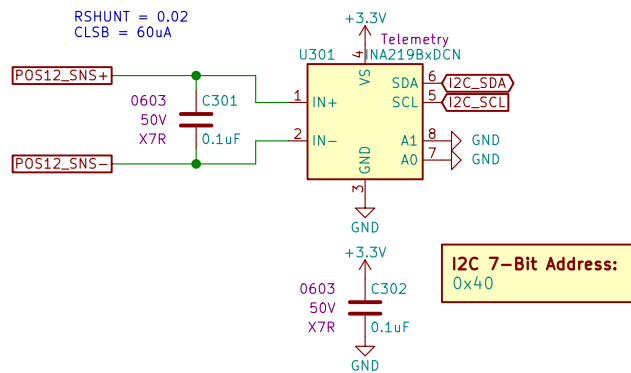 RSHUNT = 0.02
CLSB = 60uA
+3.3V
Telemetry
U301
INA219BxDCN
POS12_SNS+
POS12_SNS-
0603
50V
X7R
C301
0.1uF
1
2
IN+
IN-
4
VS
GND
3
SDA
SCL
A1
A0
6
5
8
7
I2C_SDA
I2C_SCL
GND
GND
GND
+3.3V
0603
50V
X7R
C302
0.1uF
GND
I2C 7-Bit Address:
0x40